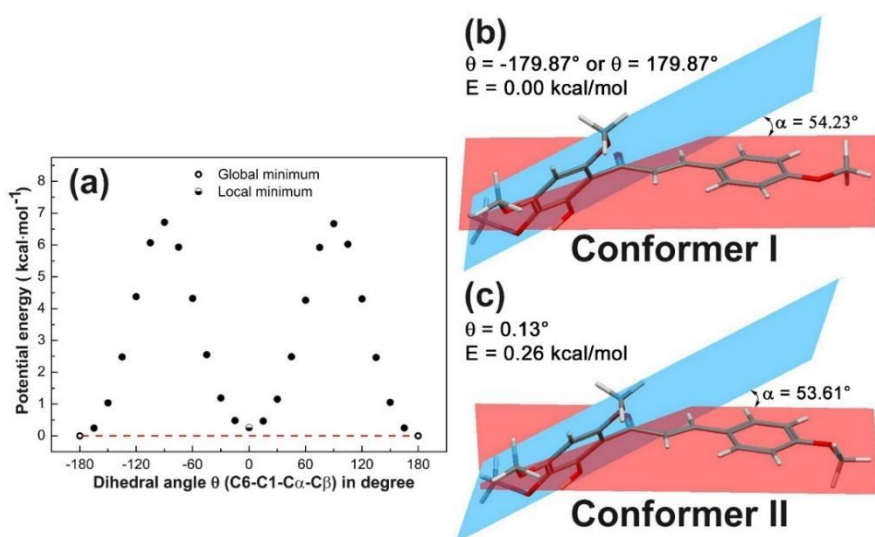 (a)
Global minimum
Local minimum
Potential energy ( kcal·mol⁻¹)
8
7
6
5
4
3
2
1
0
-180 -120 -60 0 60 120 180
Dihedral angle θ (C6-C1-Cα-Cβ) in degree
(b)
θ = -179.87° or θ = 179.87°
E = 0.00 kcal/mol
α = 54.23°
Conformer I
(c)
θ = 0.13°
E = 0.26 kcal/mol
α = 53.61°
Conformer II